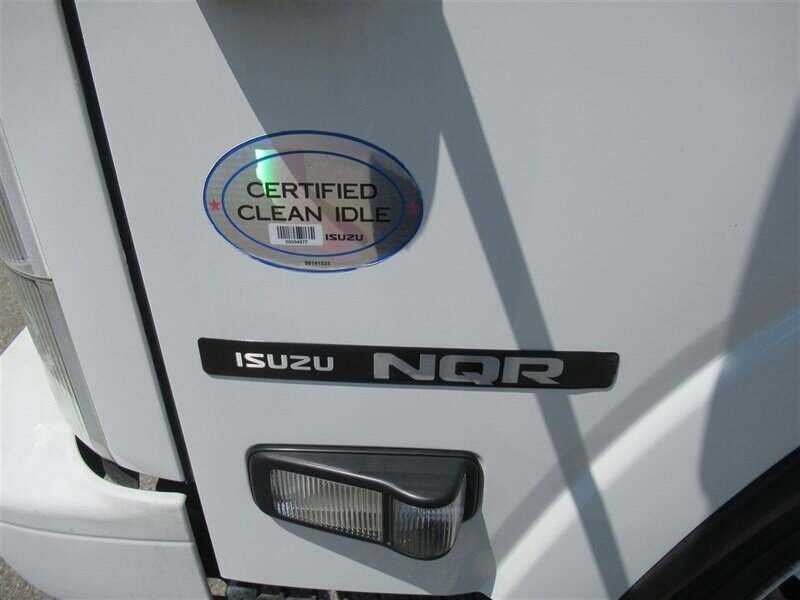 CERTIFIED
CLEAN IDLE
00094977 ISUZU
98141525
ISUZU NQR